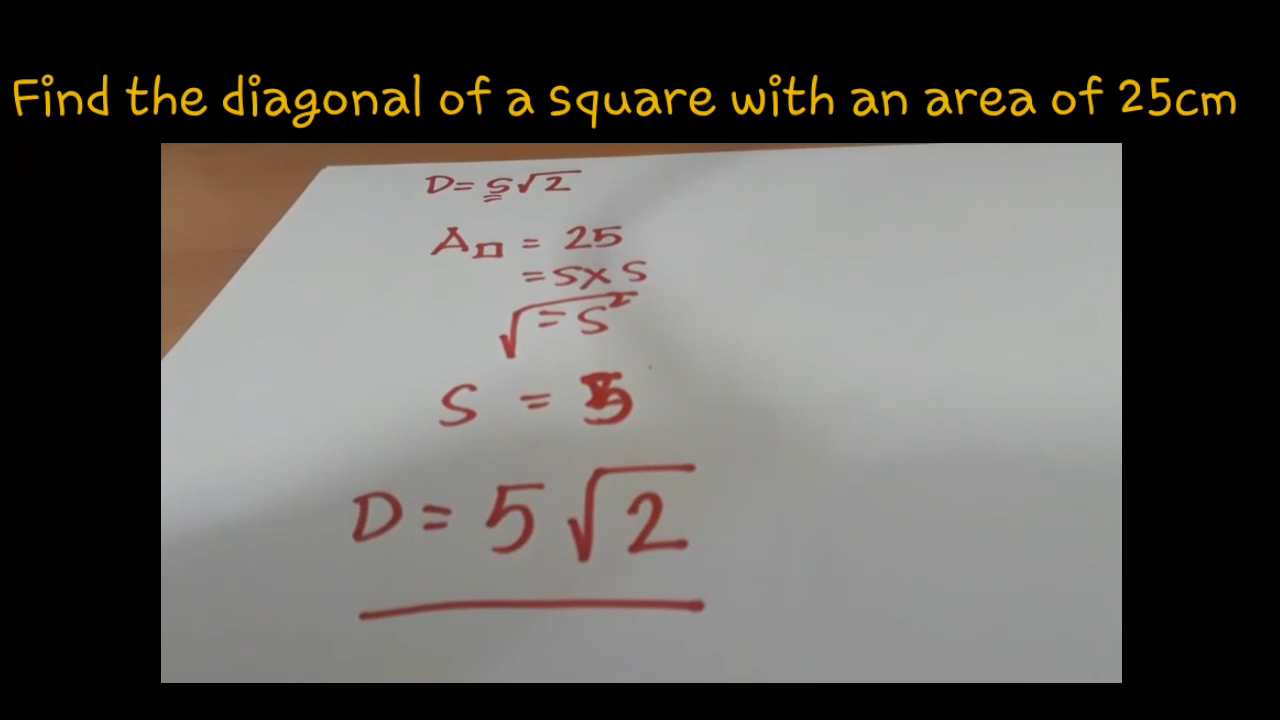 Find the diagonal of a square with an area of 25cm
D = S√2
A□ = 25
= S x S
√= S²
S = 5
D = 5√2